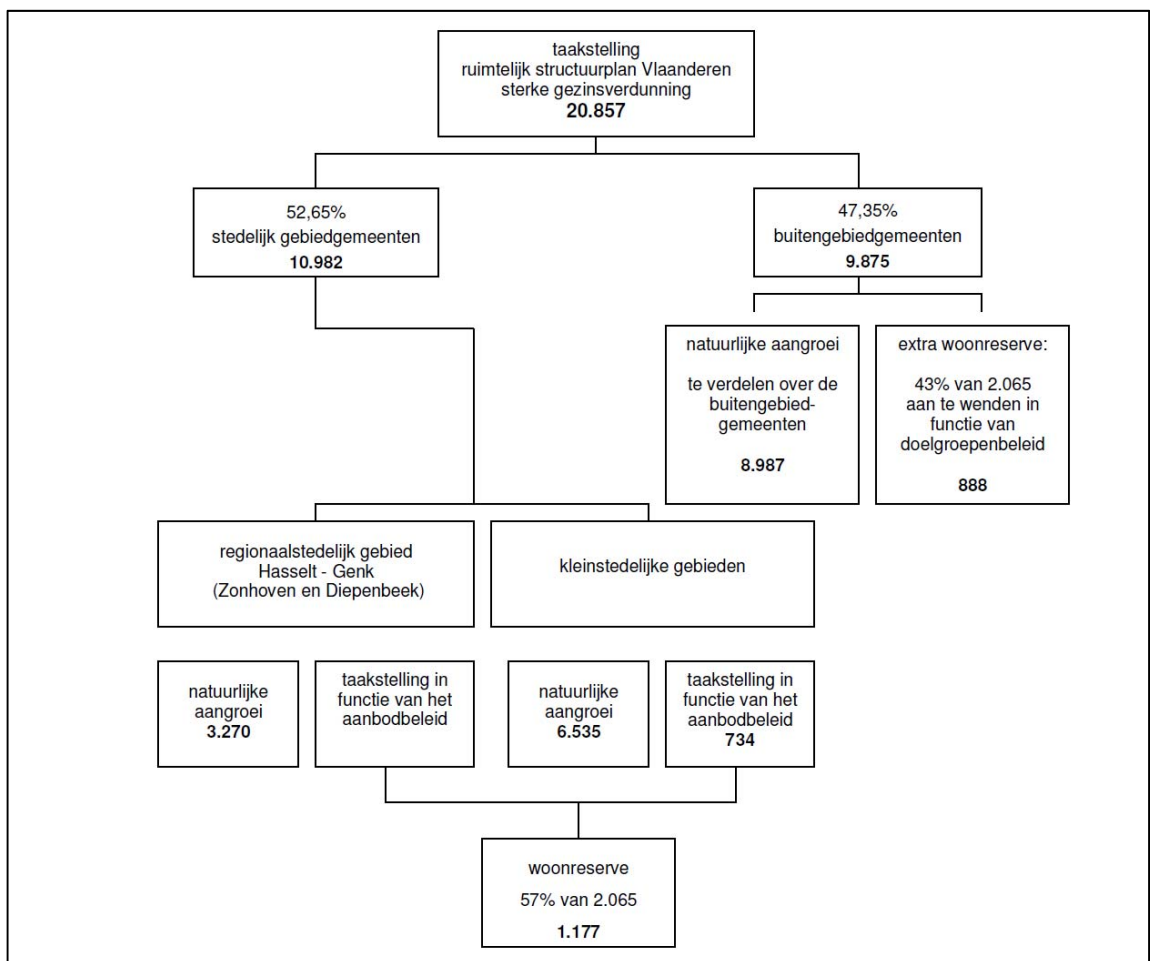 taakstelling
ruimtelijk structuurplan Vlaanderen
sterke gezinsverdunning
20.857
52,65%
stedelijk gebiedgemeenten
10.982
47,35%
buitengebiedgemeenten
9.875
natuurlijke aangroei
te verdelen over de
buitengebied-
gemeenten
8.987
extra woonreserve:
43% van 2.065
aan te wenden in
functie van
doelgroepenbeleid
888
regionaalstedelijk gebied
Hasselt - Genk
(Zonhoven en Diepenbeek)
kleinstedelijke gebieden
natuurlijke
aangroei
3.270
taakstelling in
functie van het
aanbodbeleid
natuurlijke
aangroei
6.535
taakstelling in
functie van het
aanbodbeleid
734
woonreserve
57% van 2.065
1.177